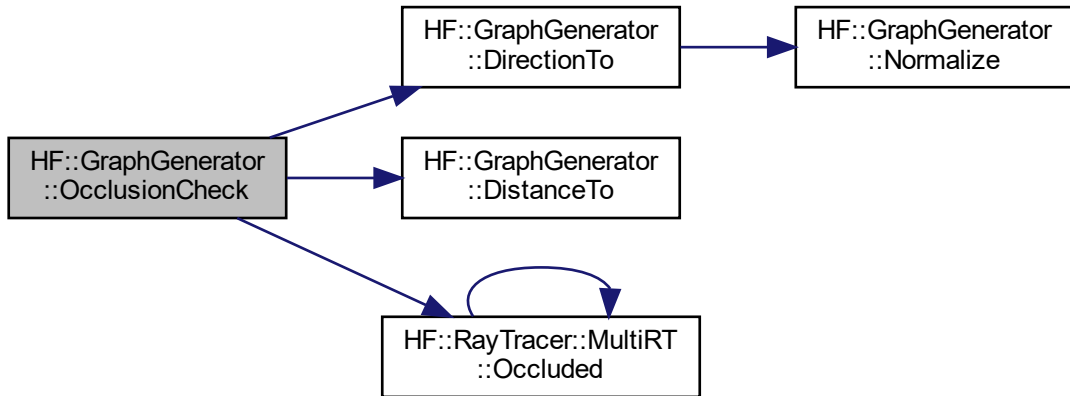 HF::GraphGenerator
::OcclusionCheck
HF::GraphGenerator
::DirectionTo
HF::GraphGenerator
::Normalize
HF::GraphGenerator
::DistanceTo
HF::RayTracer::MultiRT
::Occluded